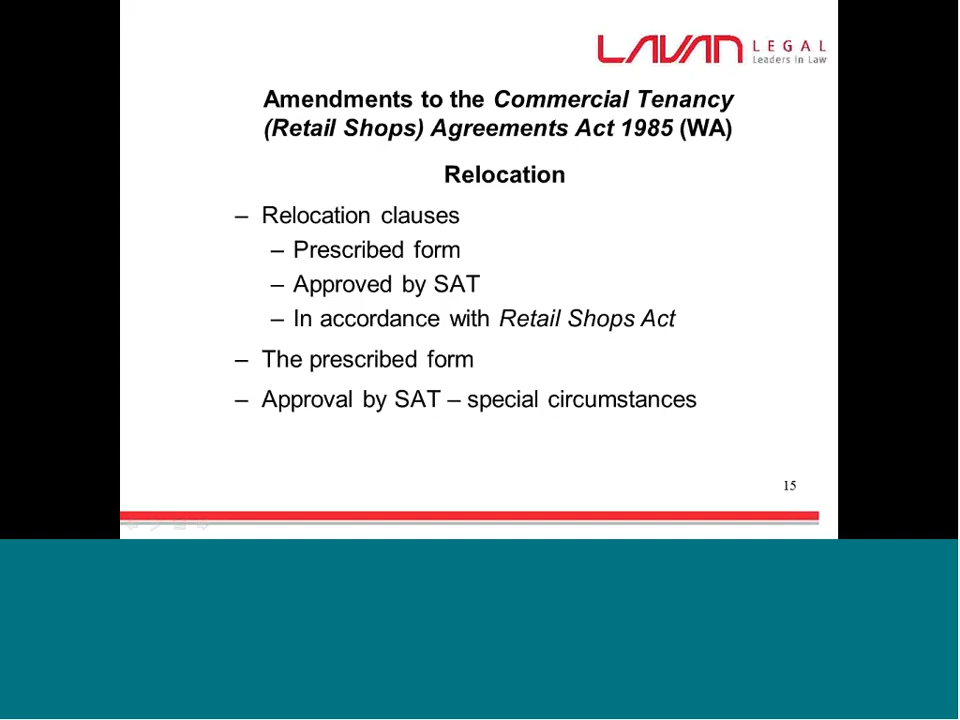 LAVAN LEGAL
Leaders in Law
Amendments to the Commercial Tenancy
(Retail Shops) Agreements Act 1985 (WA)
Relocation
– Relocation clauses
– Prescribed form
– Approved by SAT
– In accordance with Retail Shops Act
– The prescribed form
– Approval by SAT – special circumstances
15